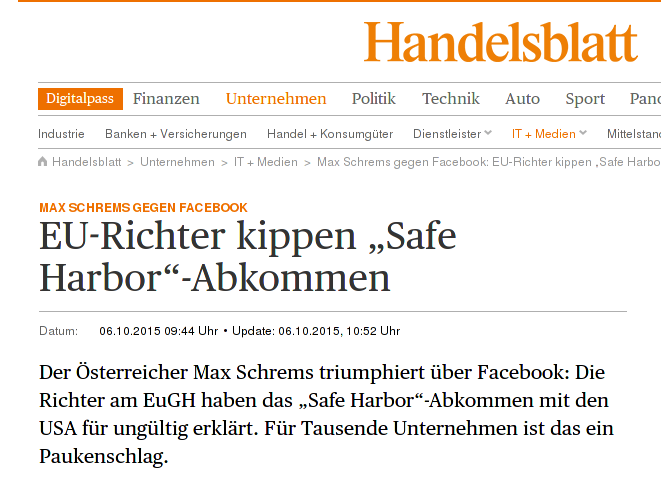 Handelsblatt
Digitalpass Finanzen Unternehmen Politik Technik Auto Sport
Industrie Banken + Versicherungen Handel + Konsumgüter Dienstleister IT + Medien Mittelstan
Handelsblatt > Unternehmen > IT + Medien > Max Schrems gegen Facebook: EU-Richter kippen „Safe Harbo
MAX SCHREMS GEGEN FACEBOOK
EU-Richter kippen „Safe
Harbor“-Abkommen
Datum: 06.10.2015 09:44 Uhr • Update: 06.10.2015, 10:52 Uhr
Der Österreicher Max Schrems triumphiert über Facebook: Die
Richter am EuGH haben das „Safe Harbor“-Abkommen mit den
USA für ungültig erklärt. Für Tausende Unternehmen ist das ein
Paukenschlag.